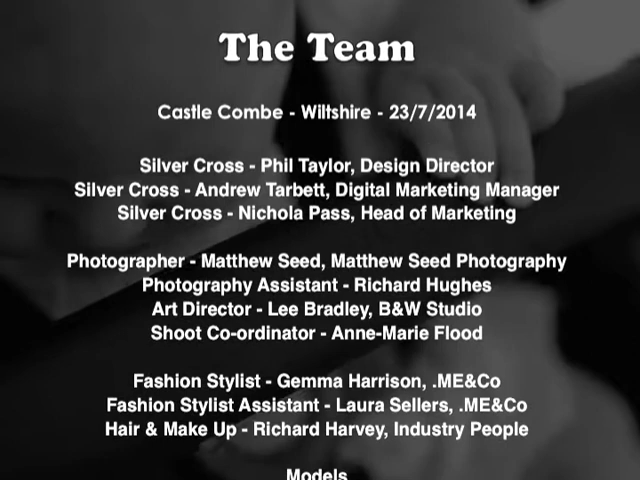 The Team
Castle Combe - Wiltshire - 23/7/2014
Silver Cross - Phil Taylor, Design Director
Silver Cross - Andrew Tarbett, Digital Marketing Manager
Silver Cross - Nichola Pass, Head of Marketing
Photographer - Matthew Seed, Matthew Seed Photography
Photography Assistant - Richard Hughes
Art Director - Lee Bradley, B&W Studio
Shoot Co-ordinator - Anne-Marie Flood
Fashion Stylist - Gemma Harrison, .ME&Co
Fashion Stylist Assistant - Laura Sellers, .ME&Co
Hair & Make Up - Richard Harvey, Industry People
Models